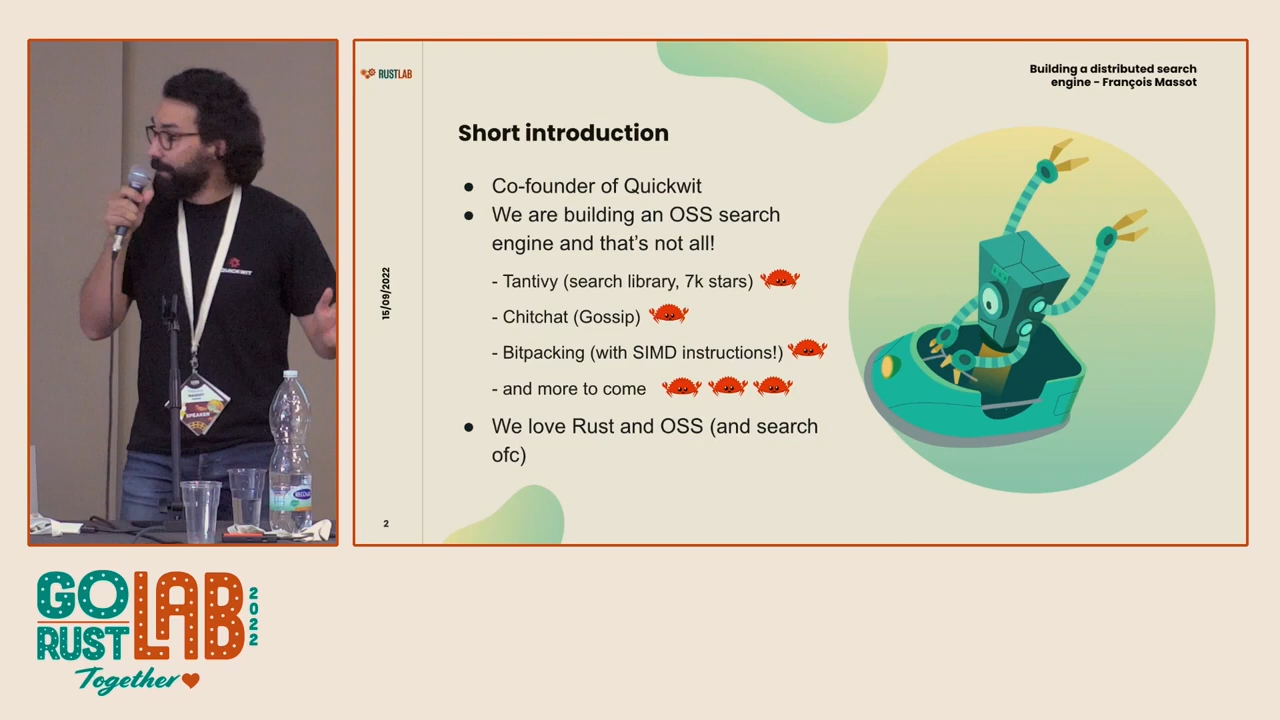 RUSTLAB
Building a distributed search
engine - François Massot
Short introduction
● Co-founder of Quickwit
● We are building an OSS search
engine and that's not all!
- Tantivy (search library, 7k stars)
- Chitchat (Gossip)
- Bitpacking (with SIMD instructions!)
- and more to come
● We love Rust and OSS (and search
ofc)
15/09/2022
2
QUICKWIT
SPEAKER
GO LAB
RUST
2022
Together